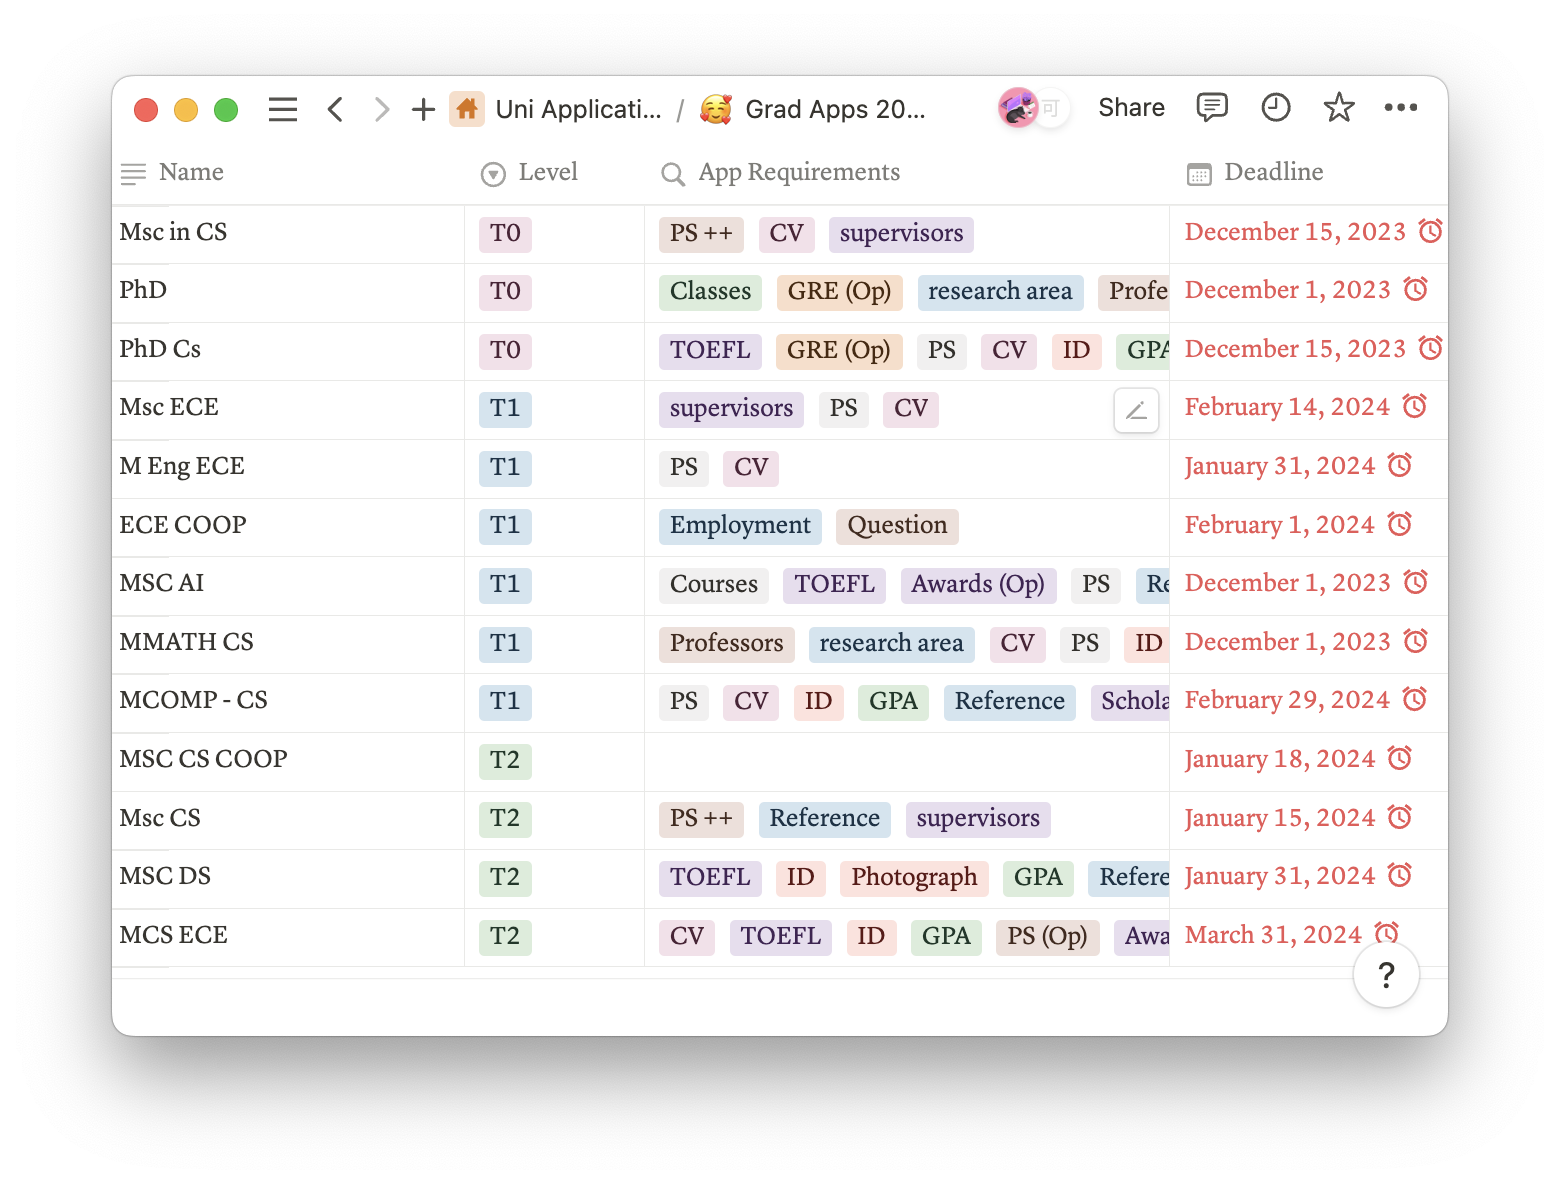 Uni Applicati... / Grad Apps 20... 可 Share
Name Level App Requirements Deadline
Msc in CS T0 PS ++ CV supervisors December 15, 2023
PhD T0 Classes GRE (Op) research area Profe December 1, 2023
PhD Cs T0 TOEFL GRE (Op) PS CV ID GPA December 15, 2023
Msc ECE T1 supervisors PS CV February 14, 2024
M Eng ECE T1 PS CV January 31, 2024
ECE COOP T1 Employment Question February 1, 2024
MSC AI T1 Courses TOEFL Awards (Op) PS Re December 1, 2023
MMATH CS T1 Professors research area CV PS ID December 1, 2023
MCOMP - CS T1 PS CV ID GPA Reference Schola February 29, 2024
MSC CS COOP T2 January 18, 2024
Msc CS T2 PS ++ Reference supervisors January 15, 2024
MSC DS T2 TOEFL ID Photograph GPA Refere January 31, 2024
MCS ECE T2 CV TOEFL ID GPA PS (Op) Awa March 31, 2024
?